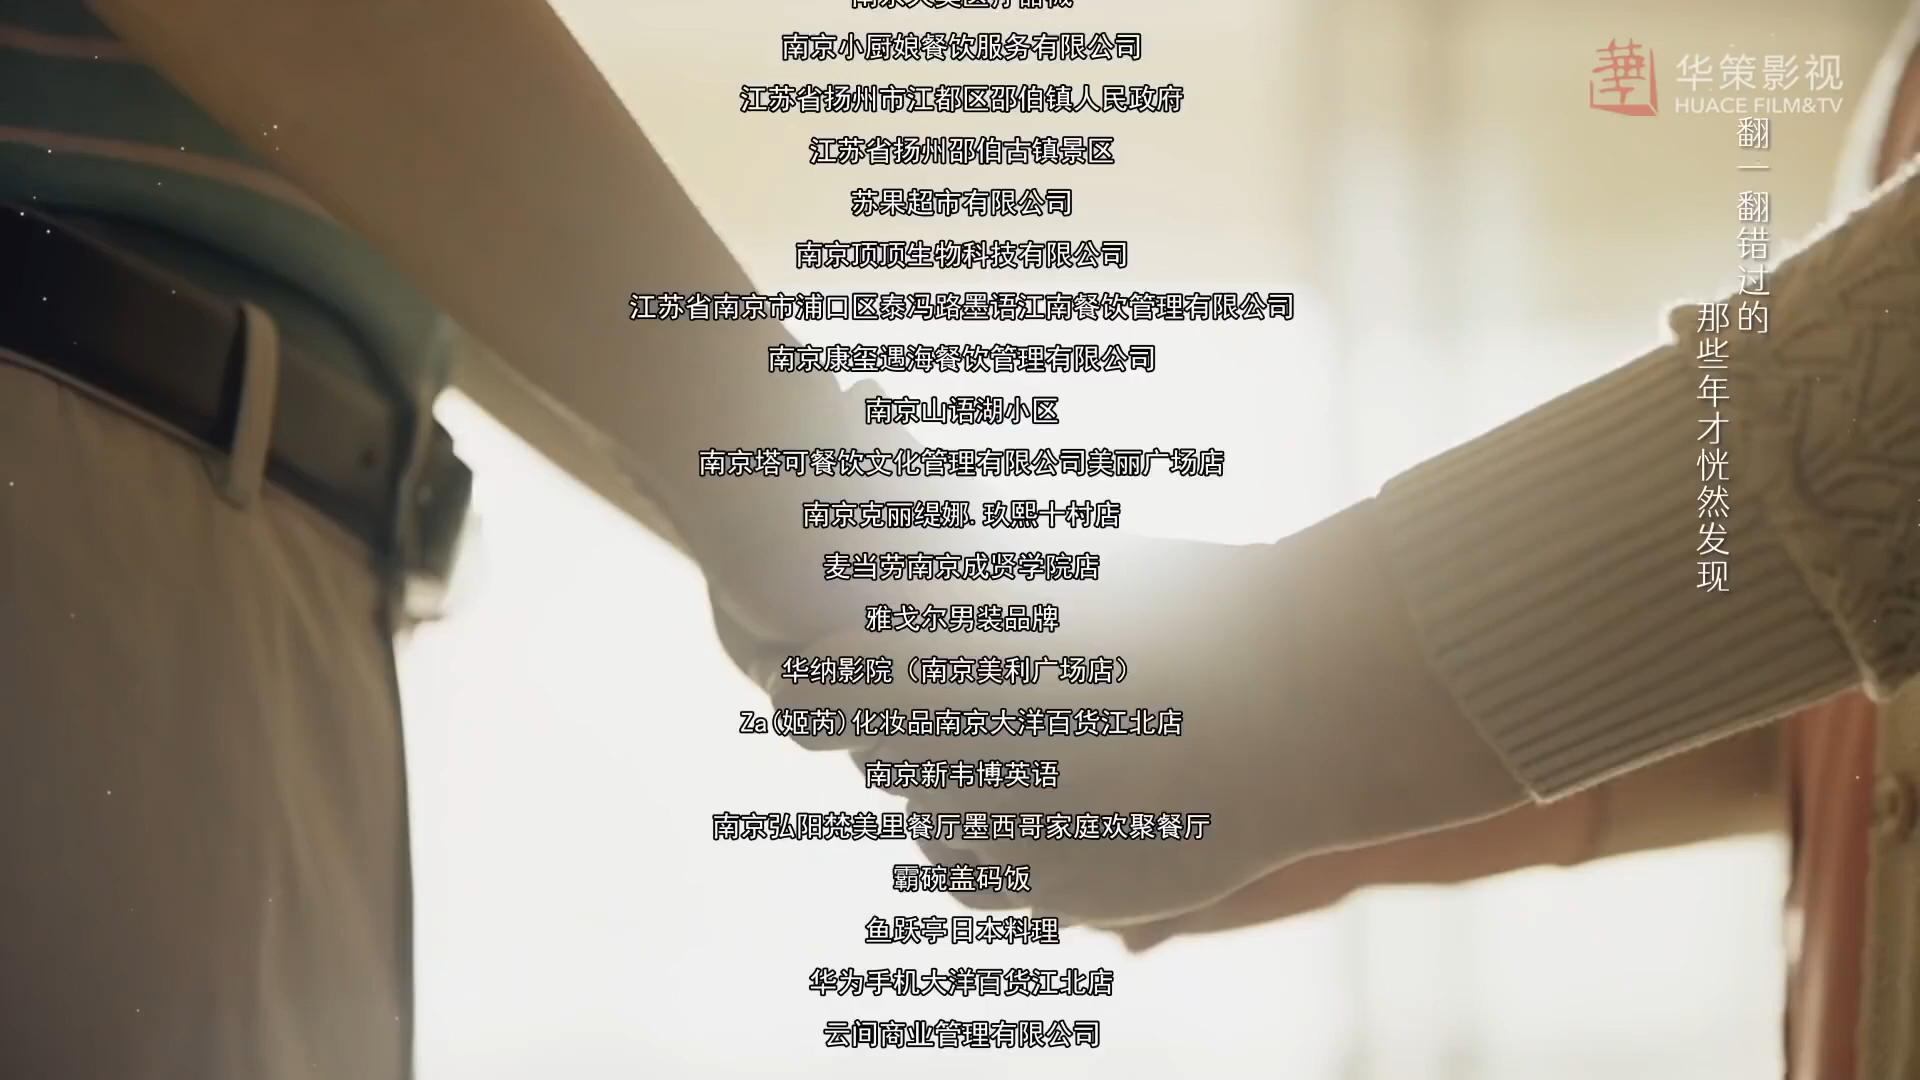 南京小厨娘餐饮服务有限公司
江苏省扬州市江都区邵伯镇人民政府
江苏省扬州邵伯古镇景区
苏果超市有限公司
南京顶顶生物科技有限公司
江苏省南京市浦口区泰冯路墨语江南餐饮管理有限公司
南京康玺遇海餐饮管理有限公司
南京山语湖小区
南京塔可餐饮文化管理有限公司美丽广场店
南京克丽缇娜.玖熙十村店
麦当劳南京成贤学院店
雅戈尔男装品牌
华纳影院（南京美利广场店）
Za(姬芮)化妆品南京大洋百货江北店
南京新韦博英语
南京弘阳梵美里餐厅墨西哥家庭欢聚餐厅
霸碗盖码饭
鱼跃亭日本料理
华为手机大洋百货江北店
云间商业管理有限公司
華 华策影视
HUACE FILM&TV
翻一翻错过的
那些年才恍然发现